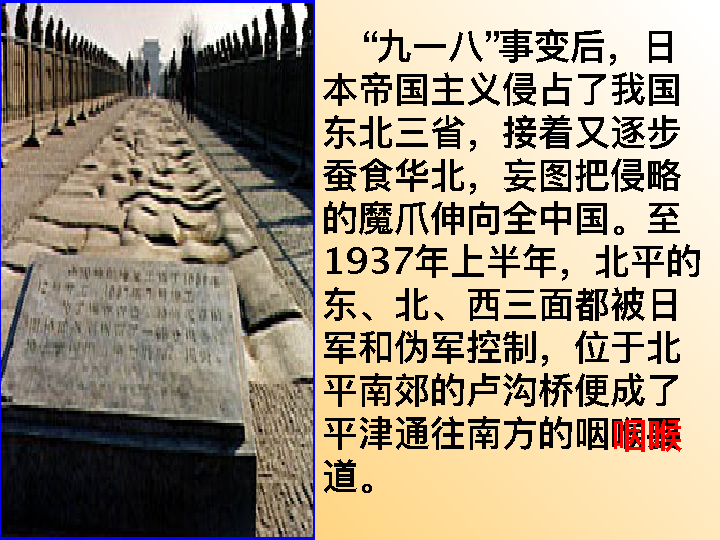 “九一八”事变后，日
本帝国主义侵占了我国
东北三省，接着又逐步
蚕食华北，妄图把侵略
的魔爪伸向全中国。至
1937年上半年，北平的
东、北、西三面都被日
军和伪军控制，位于北
平南郊的卢沟桥便成了
平津通往南方的咽喉
道。
咽喉